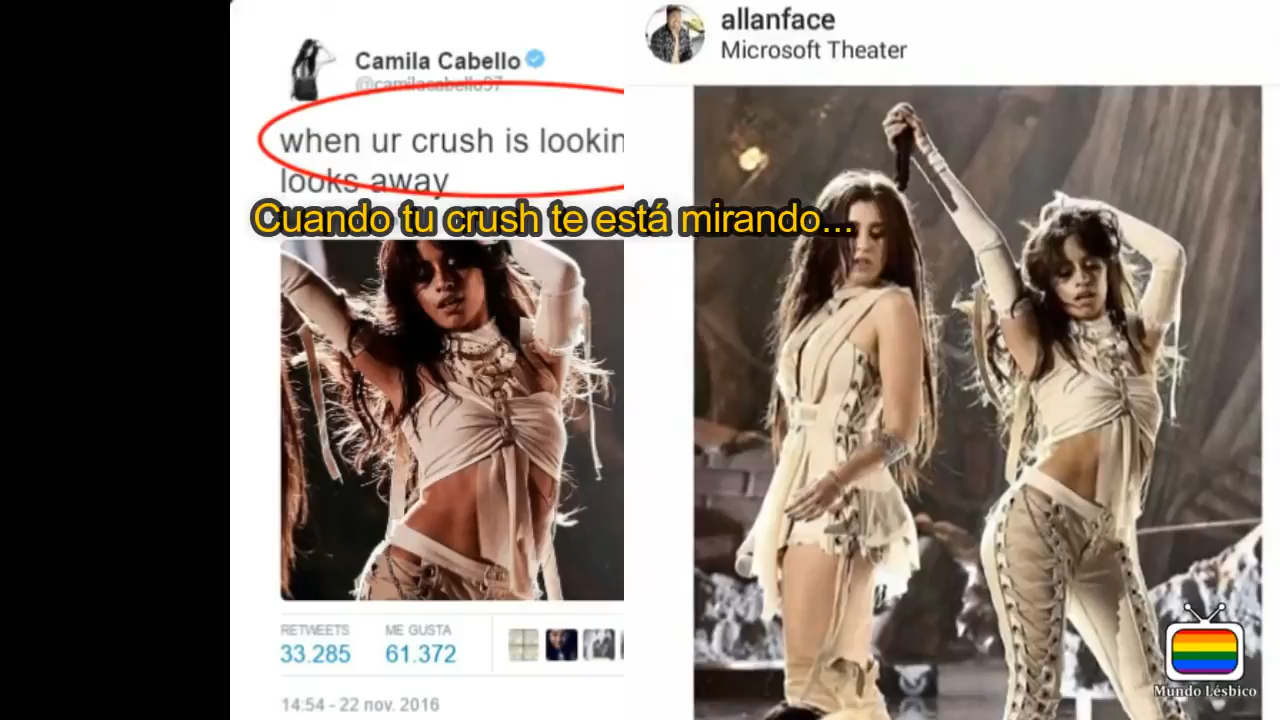 Camila Cabello
@camilacabello97
when ur crush is lookin
looks away
Cuando tu crush te está mirando...
RETWEETS
ME GUSTA
33.285
61.372
14:54 - 22 nov. 2016
allanface
Microsoft Theater
Mundo Lésbico